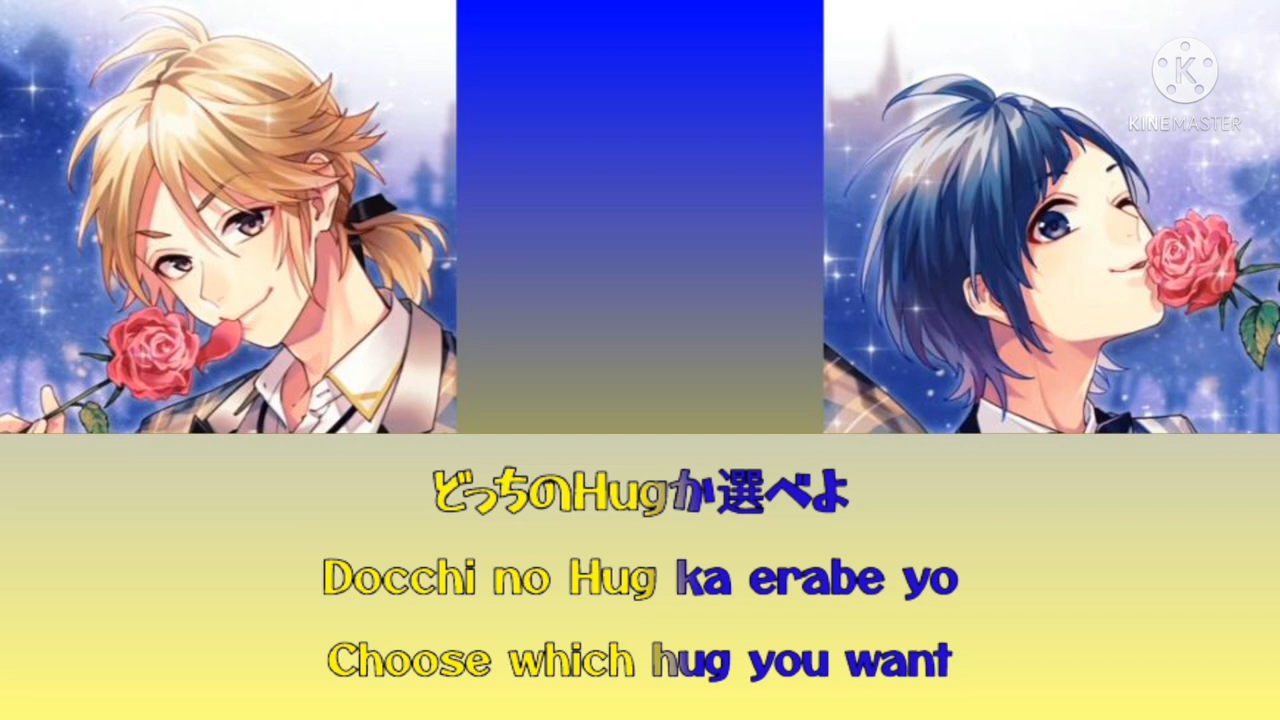 K
KINEMASTER
どっちのHugか選べよ
Docchi no Hug ka erabe yo
Choose which hug you want